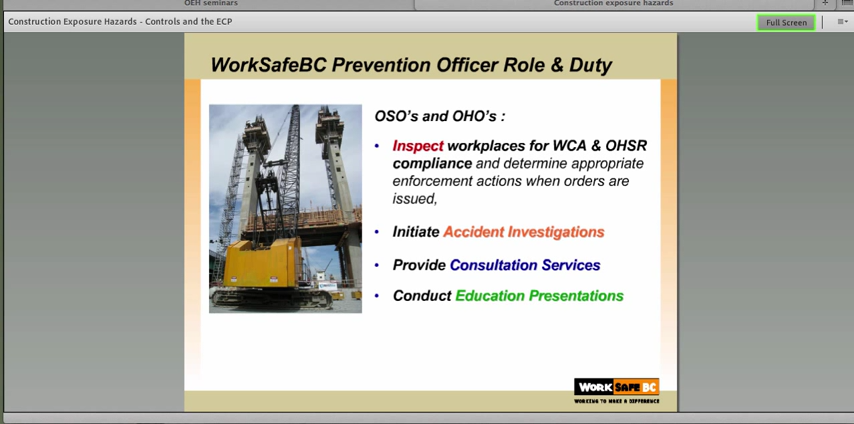 OEH seminars
Construction exposure hazards
Construction Exposure Hazards - Controls and the ECP
Full Screen
WorkSafeBC Prevention Officer Role & Duty
OSO's and OHO's :
• Inspect workplaces for WCA & OHSR
compliance and determine appropriate
enforcement actions when orders are
issued,
• Initiate Accident Investigations
• Provide Consultation Services
• Conduct Education Presentations
WORK SAFE BC
WORKING TO MAKE A DIFFERENCE